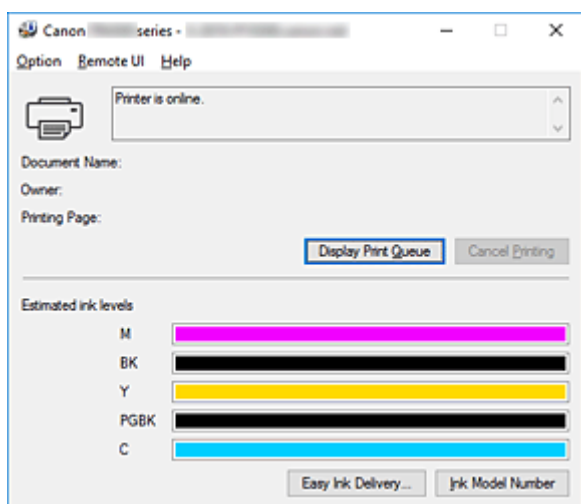 Canon series -
Option Remote UI Help
Printer is online.
Document Name:
Owner:
Printing Page:
Display Print Queue Cancel Printing
Estimated ink levels
M
BK
Y
PGBK
C
Easy Ink Delivery... Ink Model Number